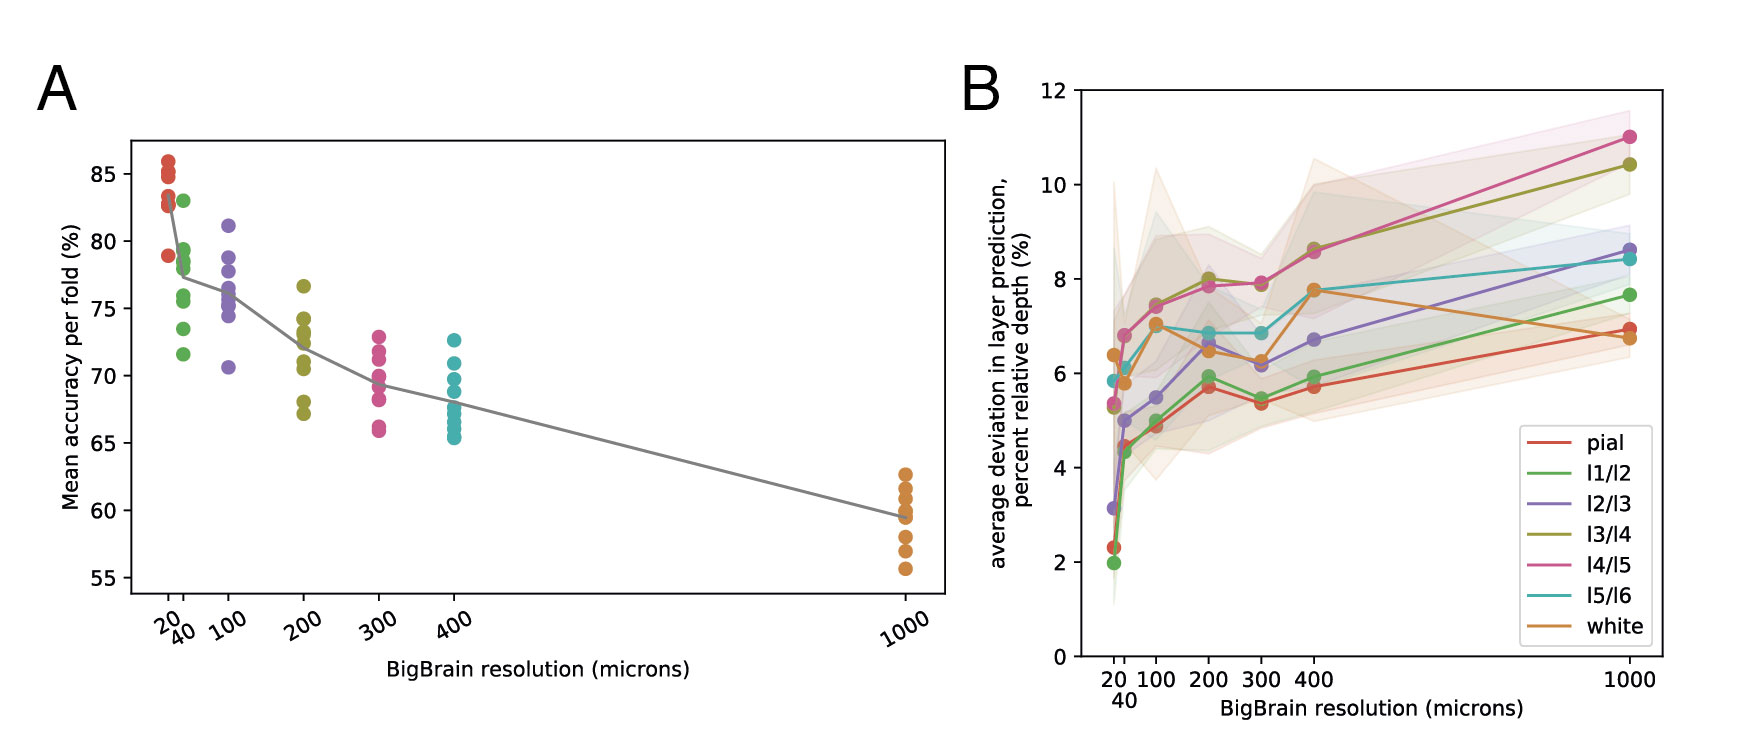 A
85
80
75
70
65
60
55
Mean accuracy per fold (%)
20
40
100
200
300
400
1000
BigBrain resolution (microns)
B
12
10
8
6
4
2
0
average deviation in layer prediction,
percent relative depth (%)
pial
l1/l2
l2/l3
l3/l4
l4/l5
l5/l6
white
20 100 200 300 400 1000
40
BigBrain resolution (microns)